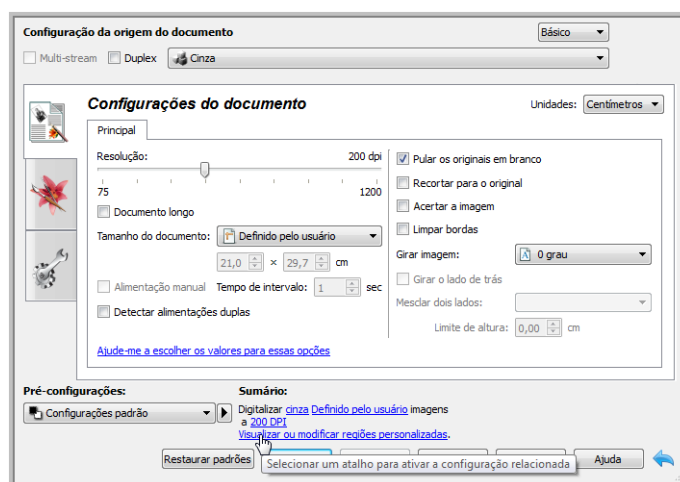 Configuração da origem do documento
Básico
Multi-stream
Duplex
Cinza
Configurações do documento
Unidades:
Centímetros
Principal
Resolução:
200 dpi
75
1200
Documento longo
Tamanho do documento:
Definido pelo usuário
21,0 × 29,7 cm
Alimentação manual
Tempo de intervalo: 1 sec
Detectar alimentações duplas
Ajude-me a escolher os valores para essas opções
Pular os originais em branco
Recortar para o original
Acertar a imagem
Limpar bordas
Girar imagem:
0 grau
Girar o lado de trás
Mesclar dois lados:
Limite de altura: 0,00 cm
Pré-configurações:
Configurações padrão
Sumário:
Digitalizar cinza Definido pelo usuário imagens
a 200 DPI
Visualizar ou modificar regiões personalizadas.
Restaurar padrões
Selecionar um atalho para ativar a configuração relacionada
Ajuda